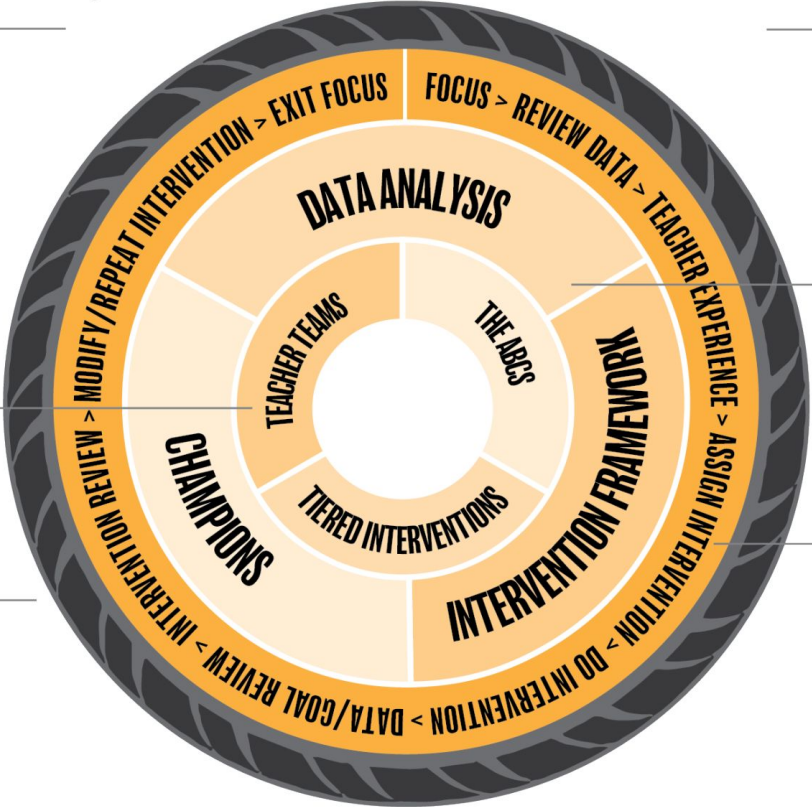 FOCUS > REVIEW DATA > TEACHER EXPERIENCE > ASSIGN INTERVENTION > DO INTERVENTION > DATA/GOAL REVIEW > INTERVENTION REVIEW > MODIFY/REPEAT INTERVENTION > EXIT FOCUS
DATA ANALYSIS
INTERVENTION FRAMEWORK
CHAMPIONS
TEACHER TEAMS
THE ABCS
TIERED INTERVENTIONS